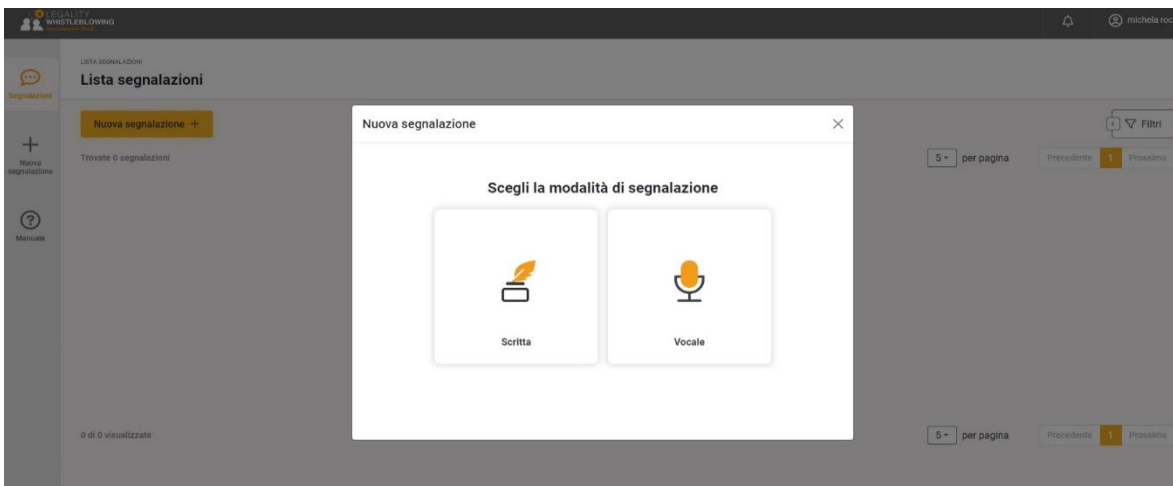 LEGALITY
WHISTLEBLOWING
michela roc
LISTA SEGNALAZIONI
Lista segnalazioni
Segnalazioni
Nuova segnalazione +
Nuova segnalazione
Filtri
Nuova
segnalazione
Trovate 0 segnalazioni
5 per pagina
Precedente 1 Prossima
Scegli la modalità di segnalazione
Manuale
Scritta
Vocale
0 di 0 visualizzate
5 per pagina
Precedente 1 Prossima